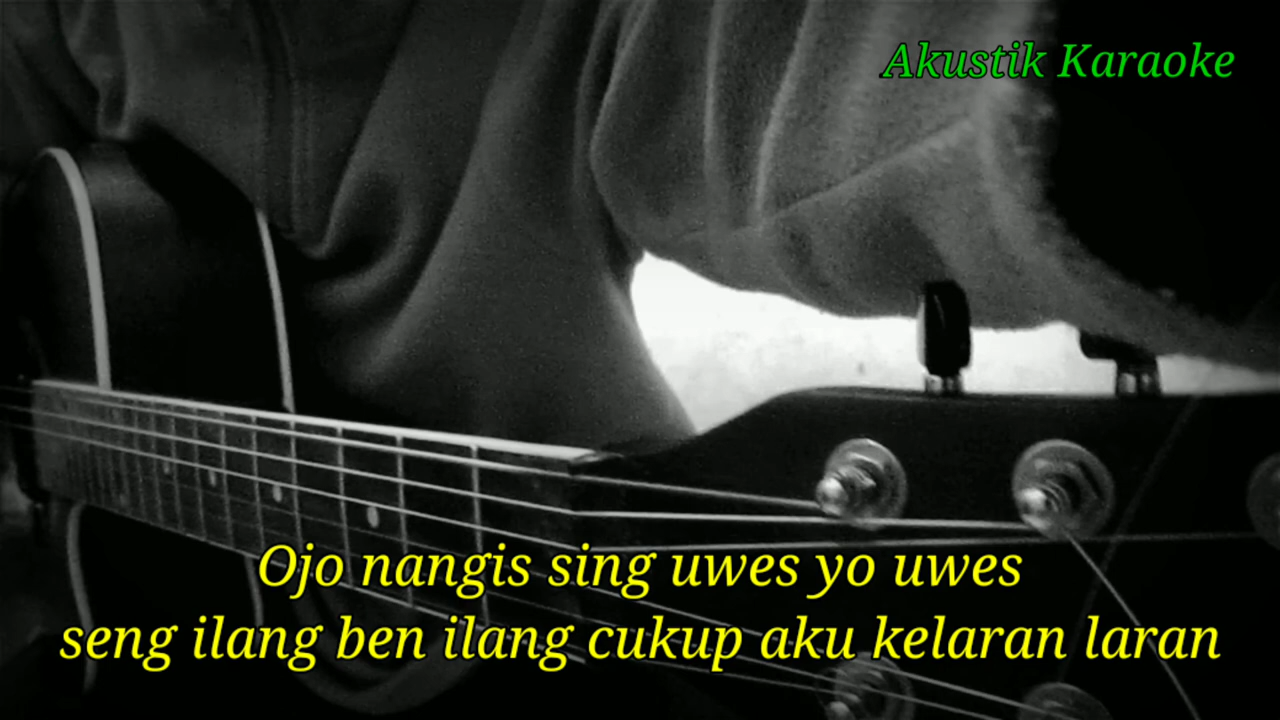 Akustik Karaoke
Ojo nangis sing uwes yo uwes
seng ilang ben ilang cukup aku kelaran laran